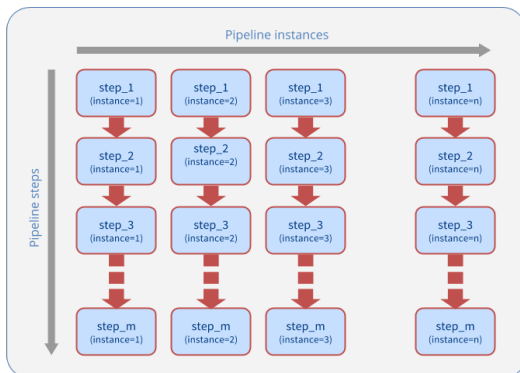 Pipeline instances
Pipeline steps
step_1
(instance=1)
step_1
(instance=2)
step_1
(instance=3)
step_1
(instance=n)
step_2
(instance=1)
step_2
(instance=2)
step_2
(instance=3)
step_2
(instance=n)
step_3
(instance=1)
step_3
(instance=2)
step_3
(instance=3)
step_3
(instance=n)
step_m
(instance=1)
step_m
(instance=2)
step_m
(instance=3)
step_m
(instance=n)